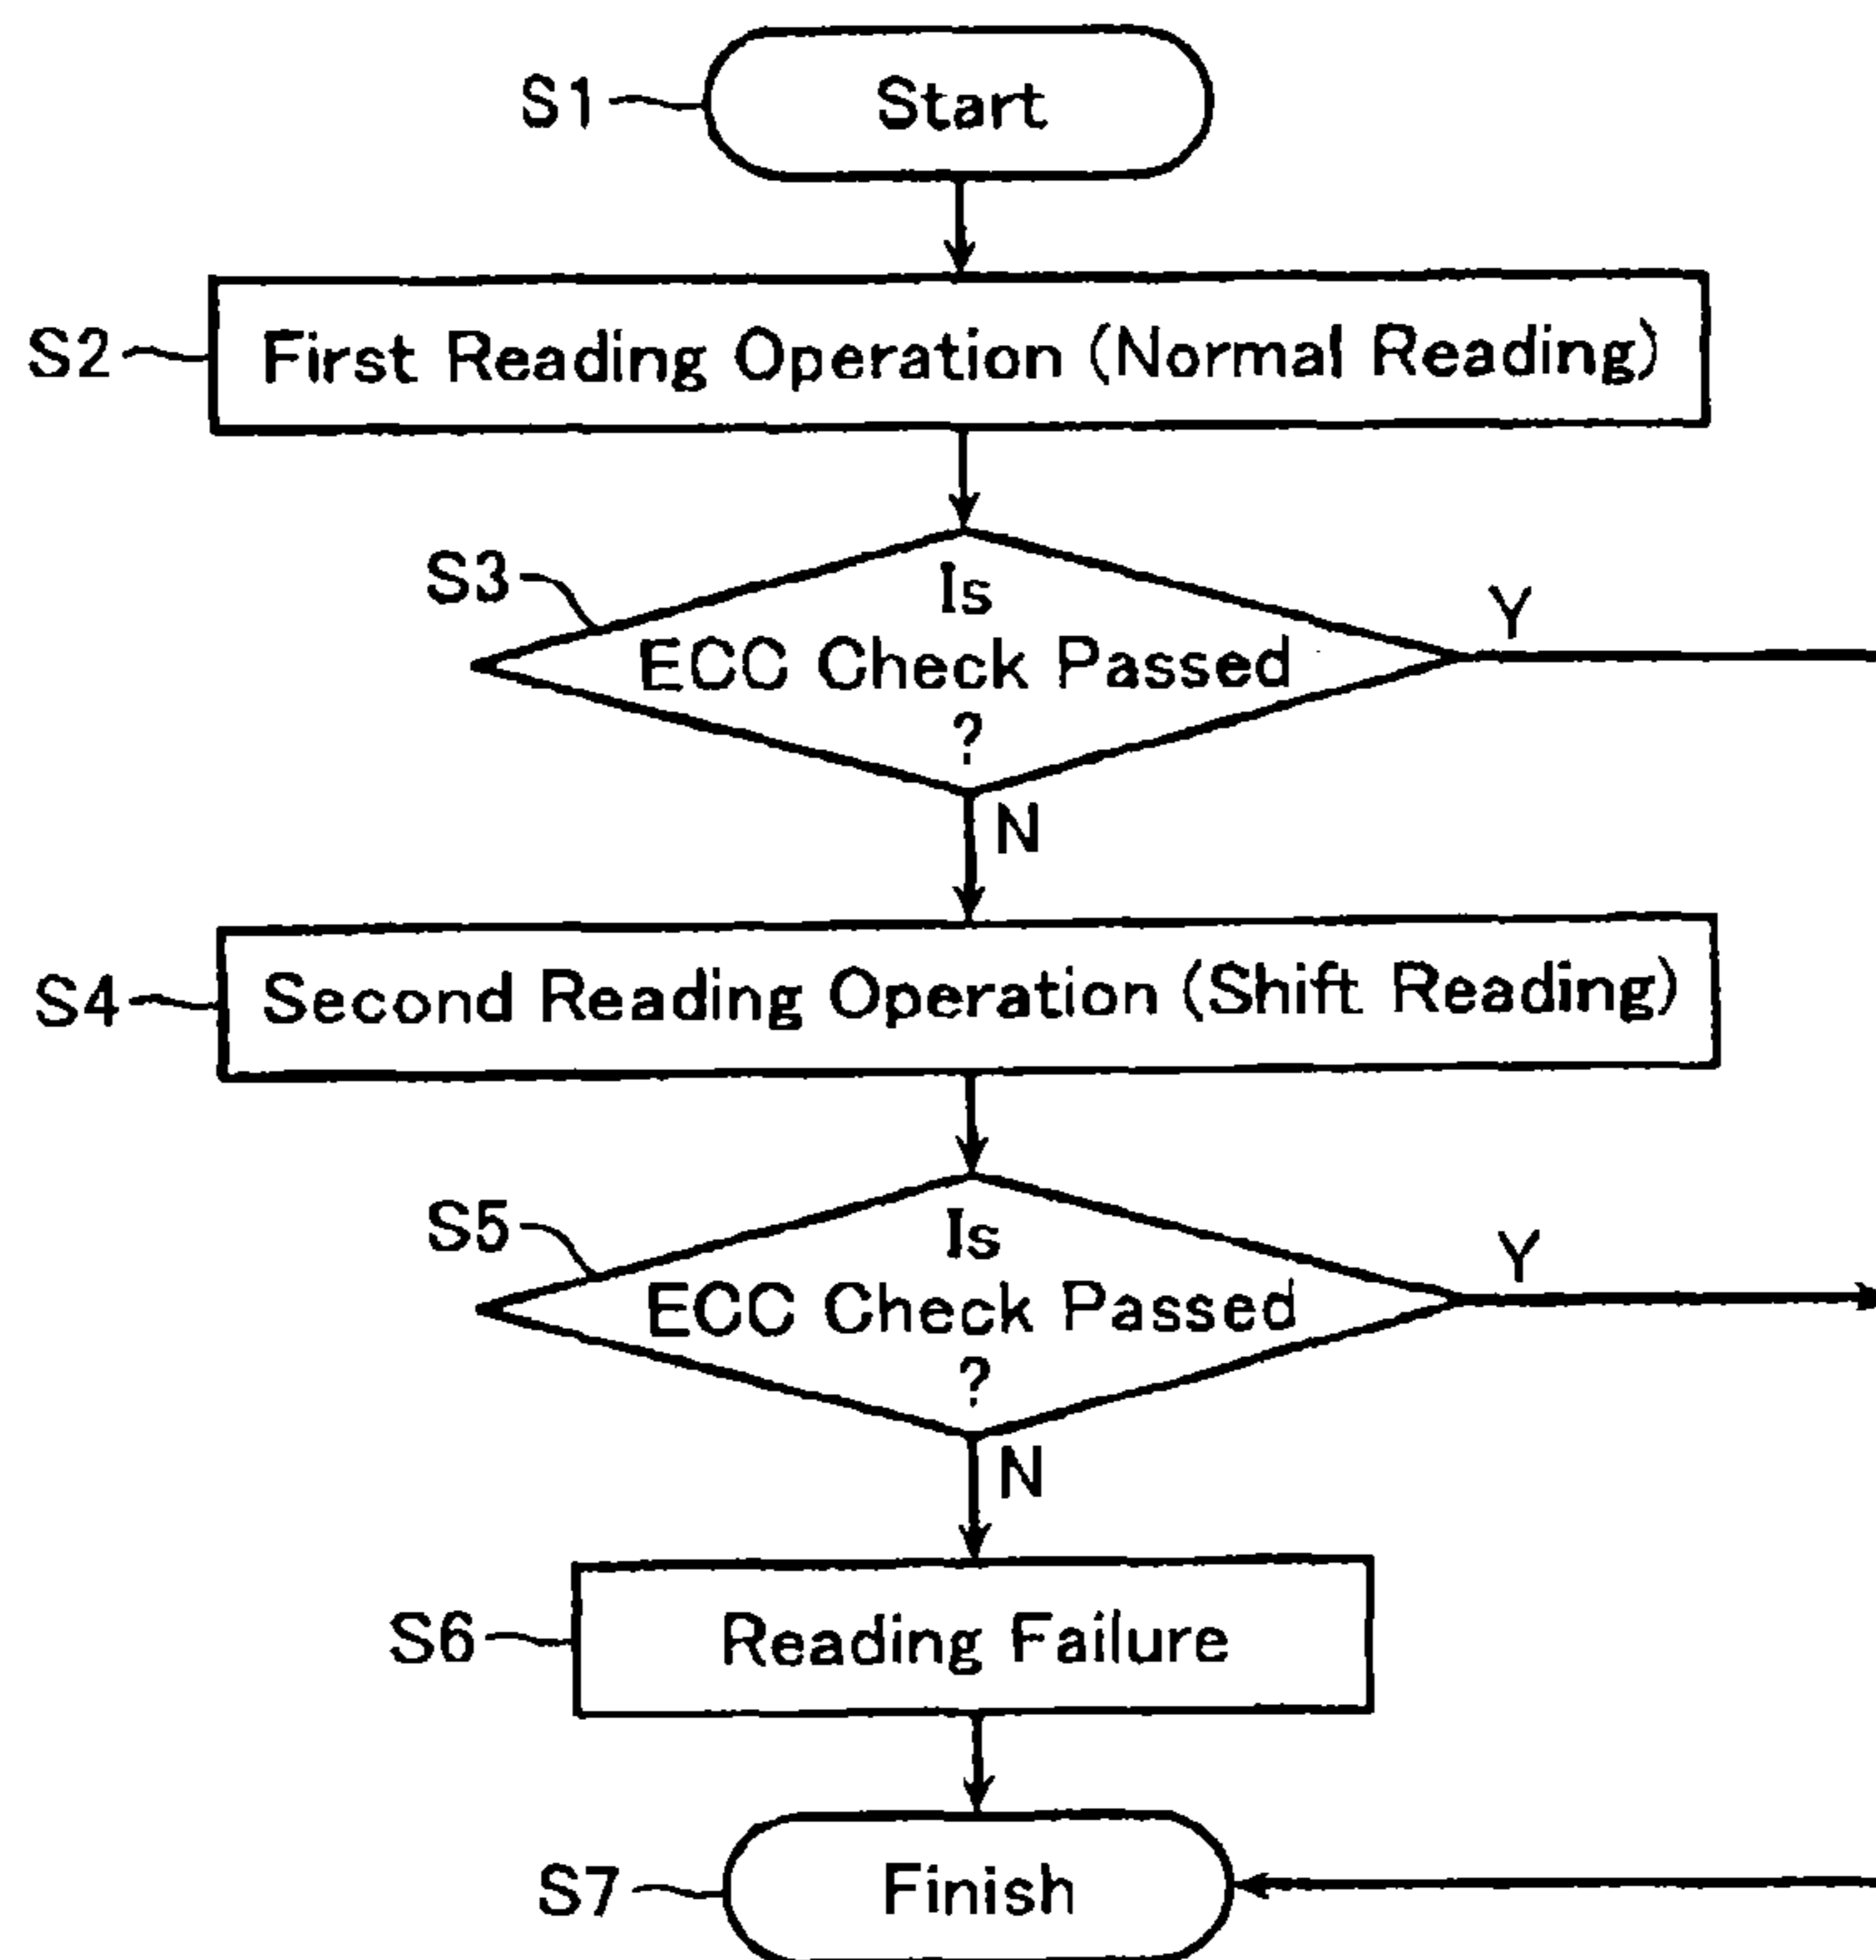 S1
Start
S2
First Reading Operation (Normal Reading)
S3
Is
ECC Check Passed
?
Y
N
S4
Second Reading Operation (Shift Reading)
S5
Is
ECC Check Passed
?
Y
N
S6
Reading Failure
S7
Finish